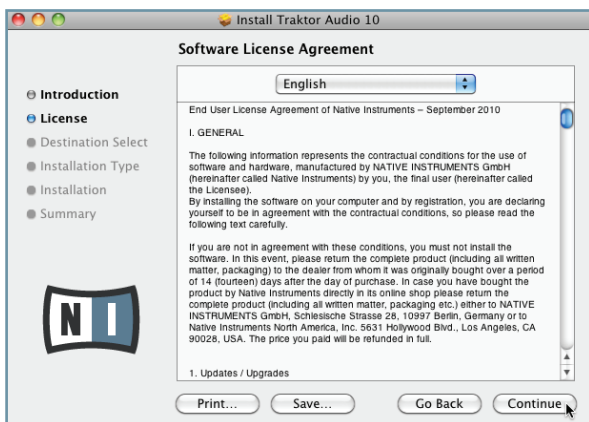 Install Traktor Audio 10
Software License Agreement
Introduction
License
Destination Select
Installation Type
Installation
Summary
NI
English
End User License Agreement of Native Instruments – September 2010
I. GENERAL
The following information represents the contractual conditions for the use of
software and hardware, manufactured by NATIVE INSTRUMENTS GmbH
(hereinafter called Native Instruments) by you, the final user (hereinafter called
the Licensee).
By installing the software on your computer and by registration, you are declaring
yourself to be in agreement with the contractual conditions, so please read the
following text carefully.
If you are not in agreement with these conditions, you must not install the
software. In this event, please return the complete product (including all written
matter, packaging) to the dealer from whom it was originally bought over a period
of 14 (fourteen) days after the day of purchase. In case you have bought the
product by Native Instruments directly in its online shop please return the
complete product (including all written matter, packaging etc.) either to NATIVE
INSTRUMENTS GmbH, Schlesische Strasse 28, 10997 Berlin, Germany or to
Native Instruments North America, Inc. 5631 Hollywood Blvd., Los Angeles, CA
90028, USA. The price you paid will be refunded in full.
1. Updates / Upgrades
Print...
Save...
Go Back
Continue